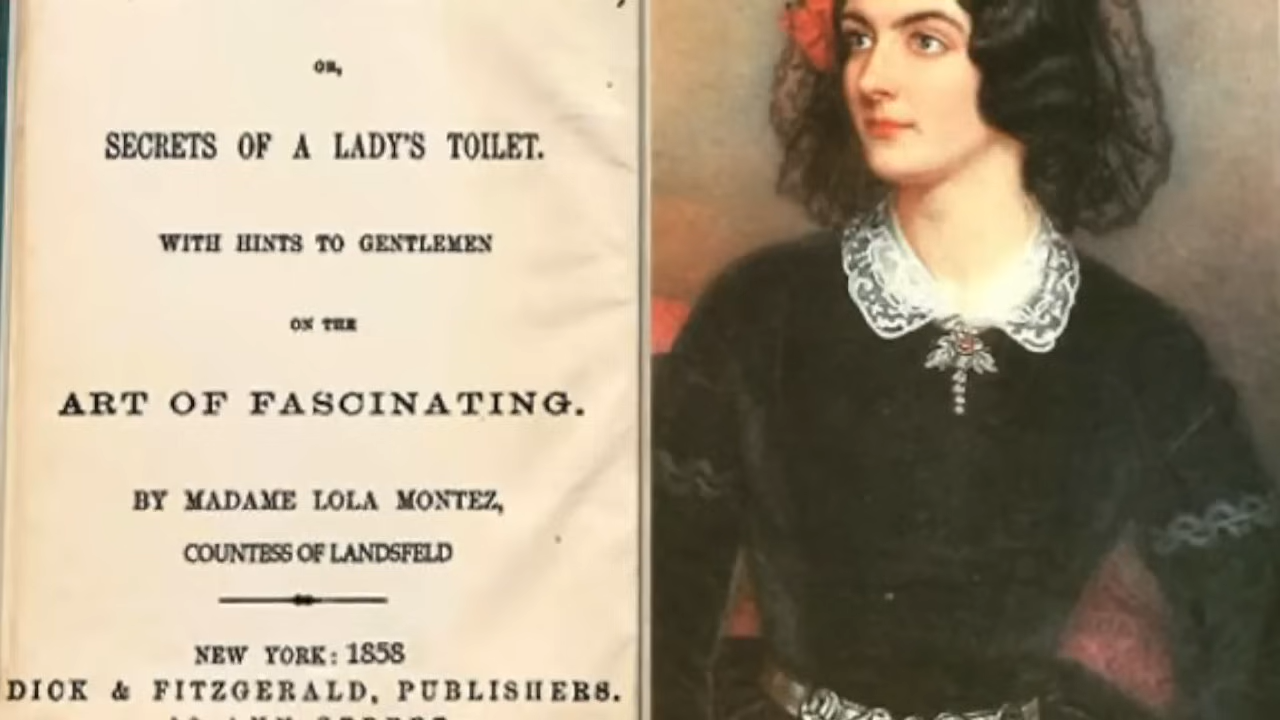 OR,
SECRETS OF A LADY'S TOILET.
WITH HINTS TO GENTLEMEN
ON THE
ART OF FASCINATING.
BY MADAME LOLA MONTEZ,
COUNTESS OF LANDSFELD
NEW YORK: 1858
DICK & FITZGERALD, PUBLISHERS.